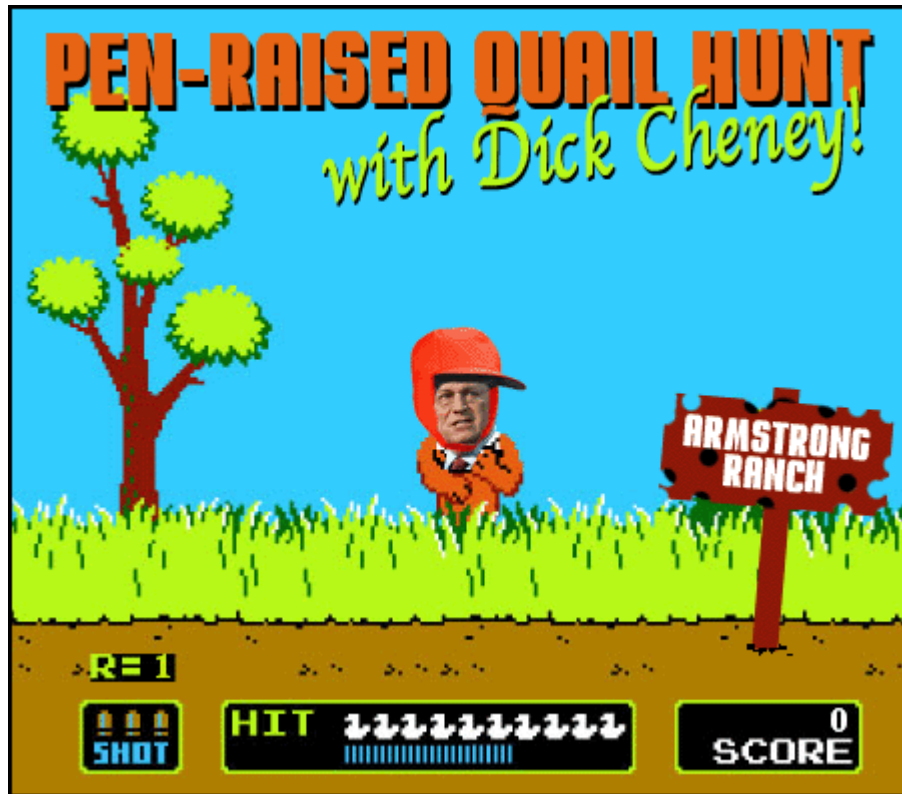 PEN-RAISED QUAIL HUNT
with Dick Cheney!
ARMSTRONG
RANCH
R= 1
SHOT
HIT
0
SCORE